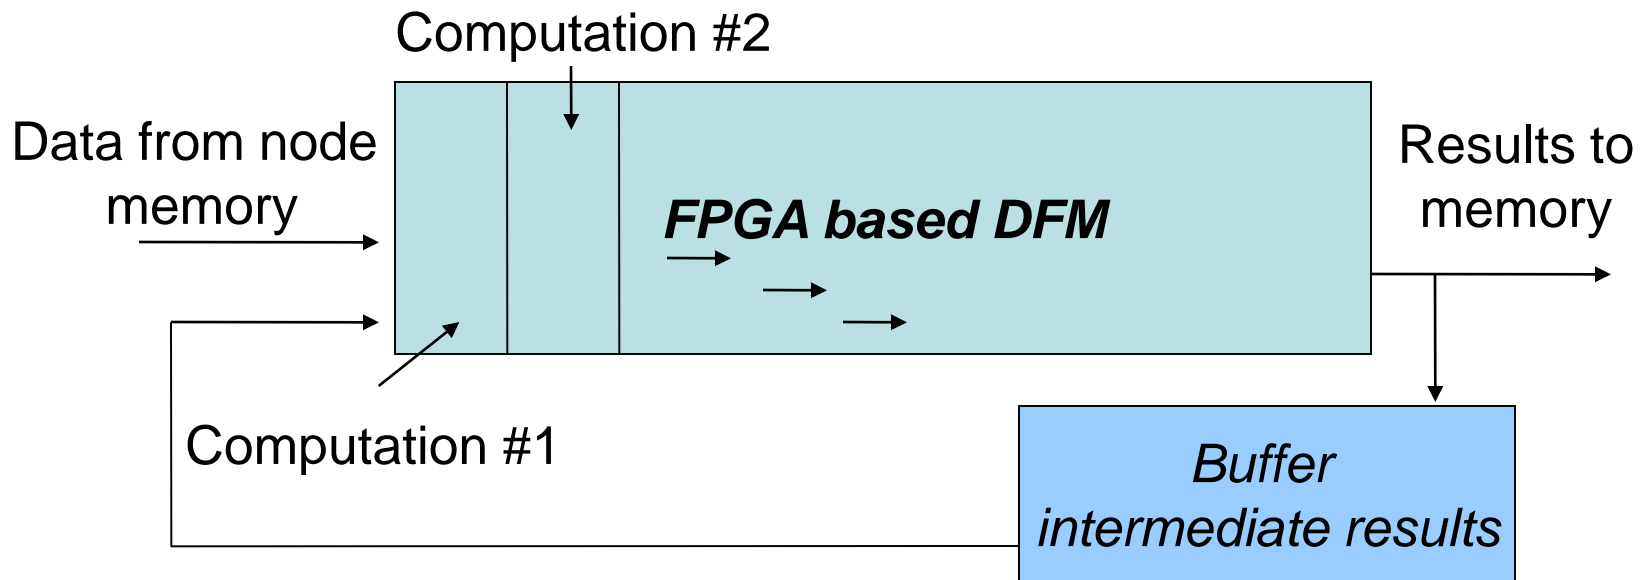 Computation #2
Data from node
memory
FPGA based DFM
Results to
memory
Computation #1
Buffer
intermediate results